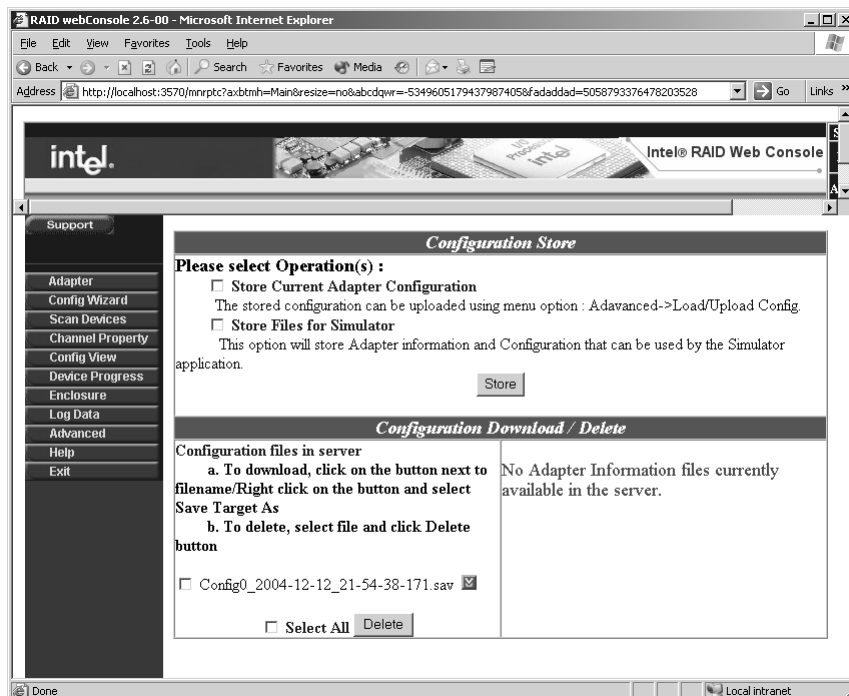 RAID webConsole 2.6-00 - Microsoft Internet Explorer
File Edit View Favorites Tools Help
Back Search Favorites Media
Address http://localhost:3570/mnrptc?axbtmh=Main&resize=no&abcdqwr=-5349605179437987405&fadaddad=5058793376478203528 Go Links »
intel.
I/O Processor intel
Intel® RAID Web Console
Support
Adapter
Config Wizard
Scan Devices
Channel Property
Config View
Device Progress
Enclosure
Log Data
Advanced
Help
Exit
Configuration Store
Please select Operation(s) :
Store Current Adapter Configuration
The stored configuration can be uploaded using menu option : Adavanced->Load/Upload Config.
Store Files for Simulator
This option will store Adapter information and Configuration that can be used by the Simulator
application.
Store
Configuration Download / Delete
Configuration files in server
a. To download, click on the button next to
filename/Right click on the button and select
Save Target As
b. To delete, select file and click Delete
button
Config0_2004-12-12_21-54-38-171.sav
Select All Delete
No Adapter Information files currently
available in the server.
Done
Local intranet